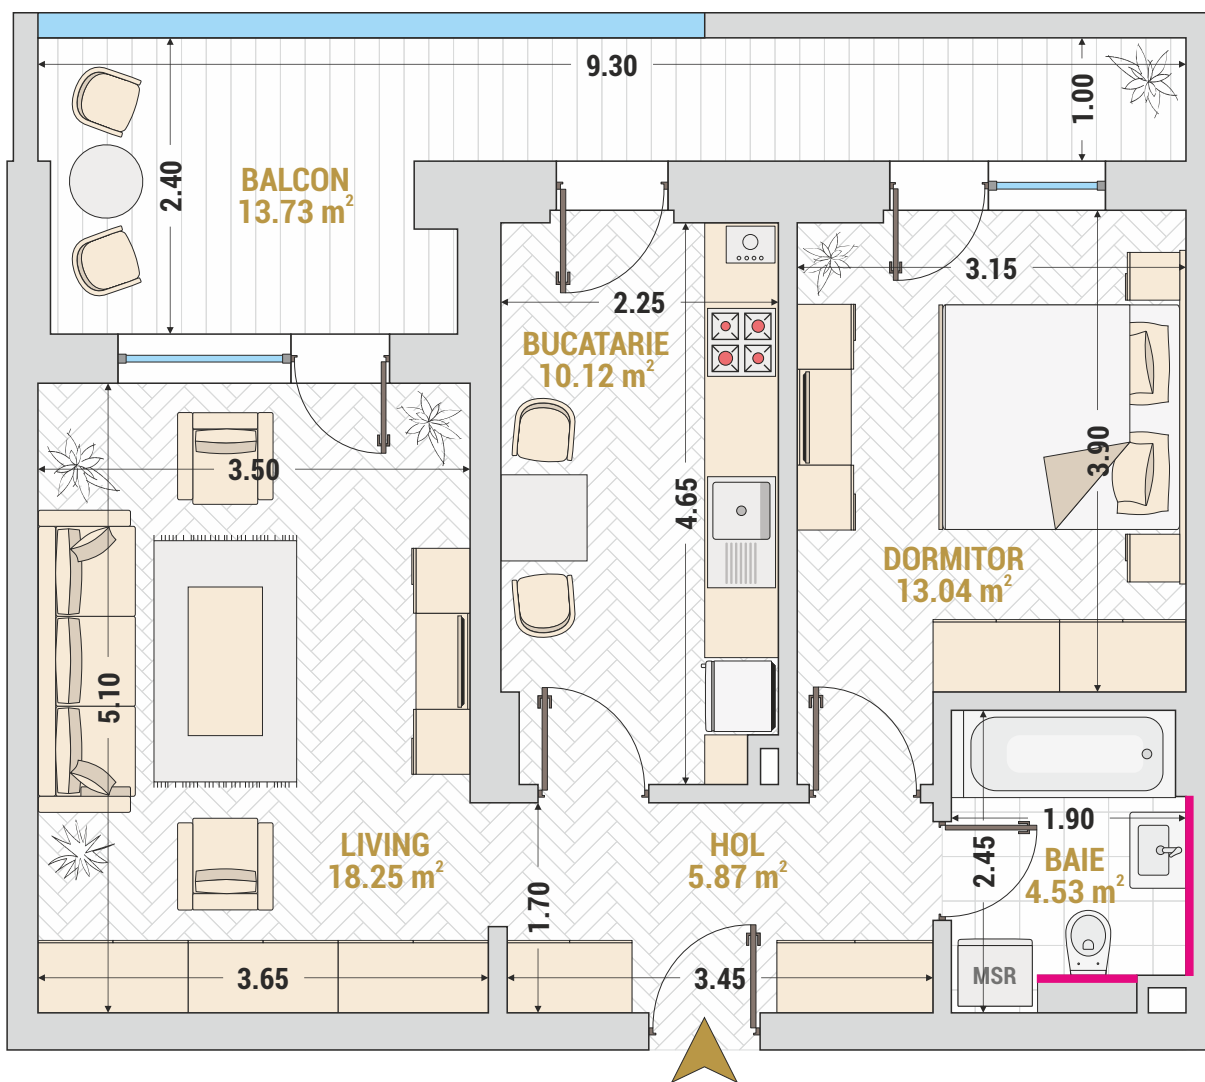 9.30
1.00
2.40
BALCON
13.73 m²
3.15
2.25
BUCATARIE
10.12 m²
3.90
3.50
4.65
DORMITOR
13.04 m²
5.10
1.90
LIVING
18.25 m²
HOL
5.87 m²
2.45
BAIE
4.53 m²
1.70
3.65
3.45
MSR